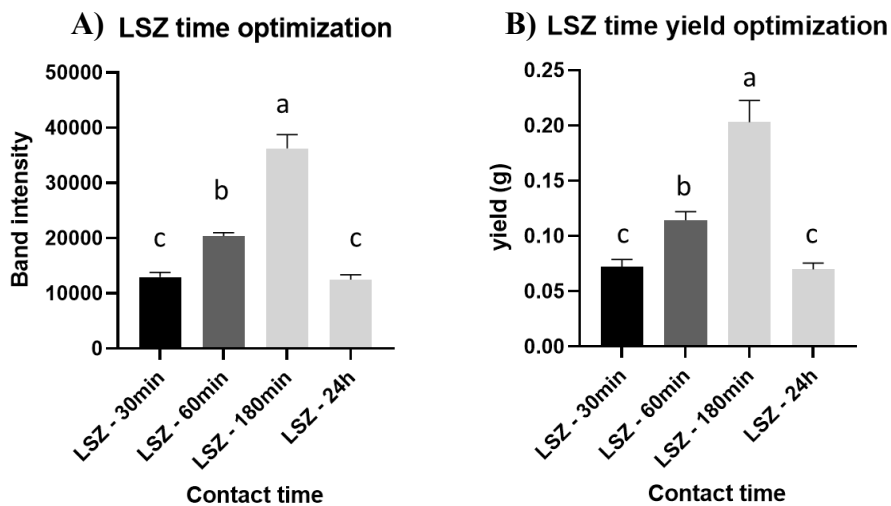 A) LSZ time optimization
50000
40000
30000
20000
10000
0
Band intensity
c
b
a
c
LSZ - 30min
LSZ - 60min
LSZ - 180min
LSZ - 24h
Contact time
B) LSZ time yield optimization
0.25
0.20
0.15
0.10
0.05
0.00
yield (g)
c
b
a
c
LSZ - 30min
LSZ - 60min
LSZ - 180min
LSZ - 24h
Contact time